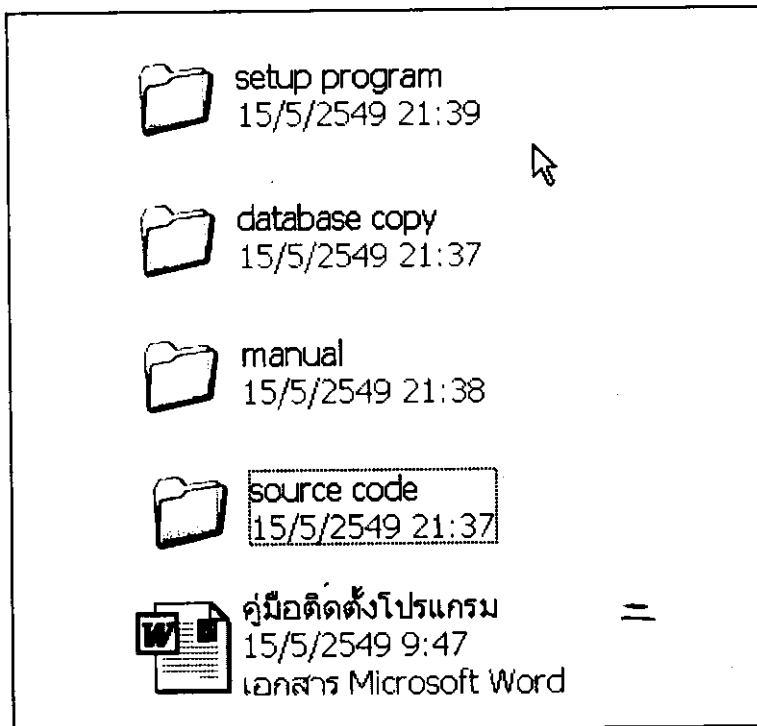 setup program
15/5/2549 21:39
database copy
15/5/2549 21:37
manual
15/5/2549 21:38
source code
15/5/2549 21:37
คู่มือติดตั้งโปรแกรม
15/5/2549 9:47
เอกสาร Microsoft Word